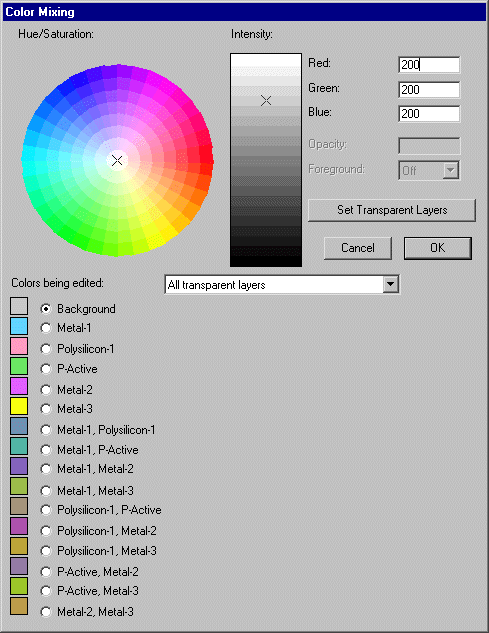 Color Mixing
Hue/Saturation:
Intensity:
Red: 200
Green: 200
Blue: 200
Opacity:
Foreground: Off
Set Transparent Layers
Cancel OK
Colors being edited: All transparent layers
Background
Metal-1
Polysilicon-1
P-Active
Metal-2
Metal-3
Metal-1, Polysilicon-1
Metal-1, P-Active
Metal-1, Metal-2
Metal-1, Metal-3
Polysilicon-1, P-Active
Polysilicon-1, Metal-2
Polysilicon-1, Metal-3
P-Active, Metal-2
P-Active, Metal-3
Metal-2, Metal-3